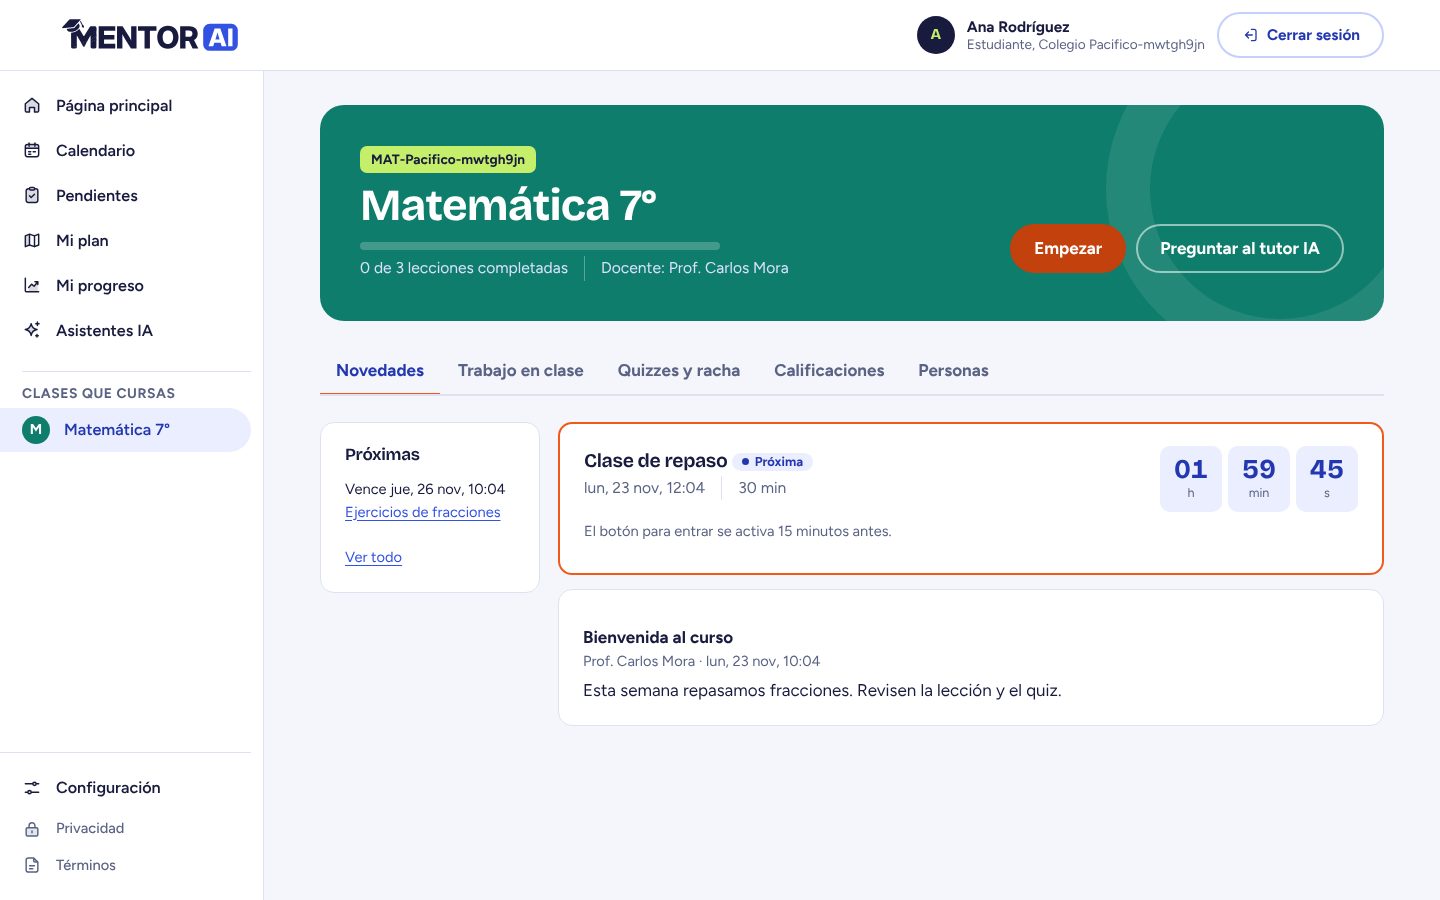 MENTOR AI
A
Ana Rodríguez
Estudiante, Colegio Pacifico-mwtgh9jn
Cerrar sesión
Página principal
Calendario
Pendientes
Mi plan
Mi progreso
Asistentes IA
CLASES QUE CURSAS
M
Matemática 7°
Configuración
Privacidad
Términos
MAT-Pacifico-mwtgh9jn
Matemática 7°
0 de 3 lecciones completadas
Docente: Prof. Carlos Mora
Empezar
Preguntar al tutor IA
Novedades
Trabajo en clase
Quizzes y racha
Calificaciones
Personas
Próximas
Vence jue, 26 nov, 10:04
Ejercicios de fracciones
Ver todo
Clase de repaso
Próxima
lun, 23 nov, 12:04
30 min
01
h
59
min
45
s
El botón para entrar se activa 15 minutos antes.
Bienvenida al curso
Prof. Carlos Mora · lun, 23 nov, 10:04
Esta semana repasamos fracciones. Revisen la lección y el quiz.